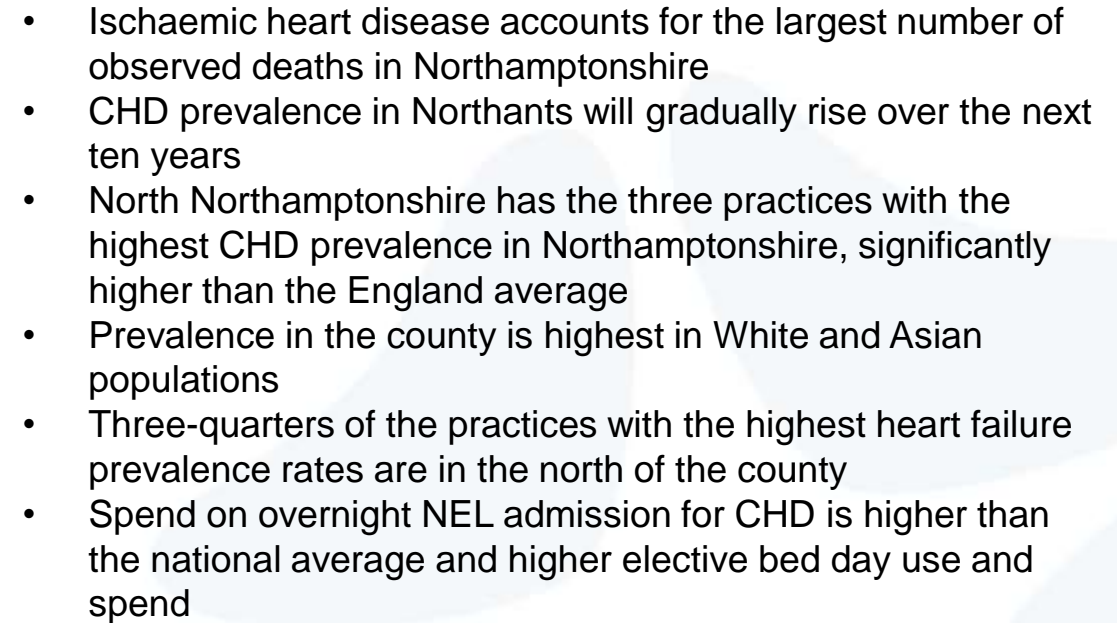 • Ischaemic heart disease accounts for the largest number of
observed deaths in Northamptonshire
• CHD prevalence in Northants will gradually rise over the next
ten years
• North Northamptonshire has the three practices with the
highest CHD prevalence in Northamptonshire, significantly
higher than the England average
• Prevalence in the county is highest in White and Asian
populations
• Three-quarters of the practices with the highest heart failure
prevalence rates are in the north of the county
• Spend on overnight NEL admission for CHD is higher than
the national average and higher elective bed day use and
spend